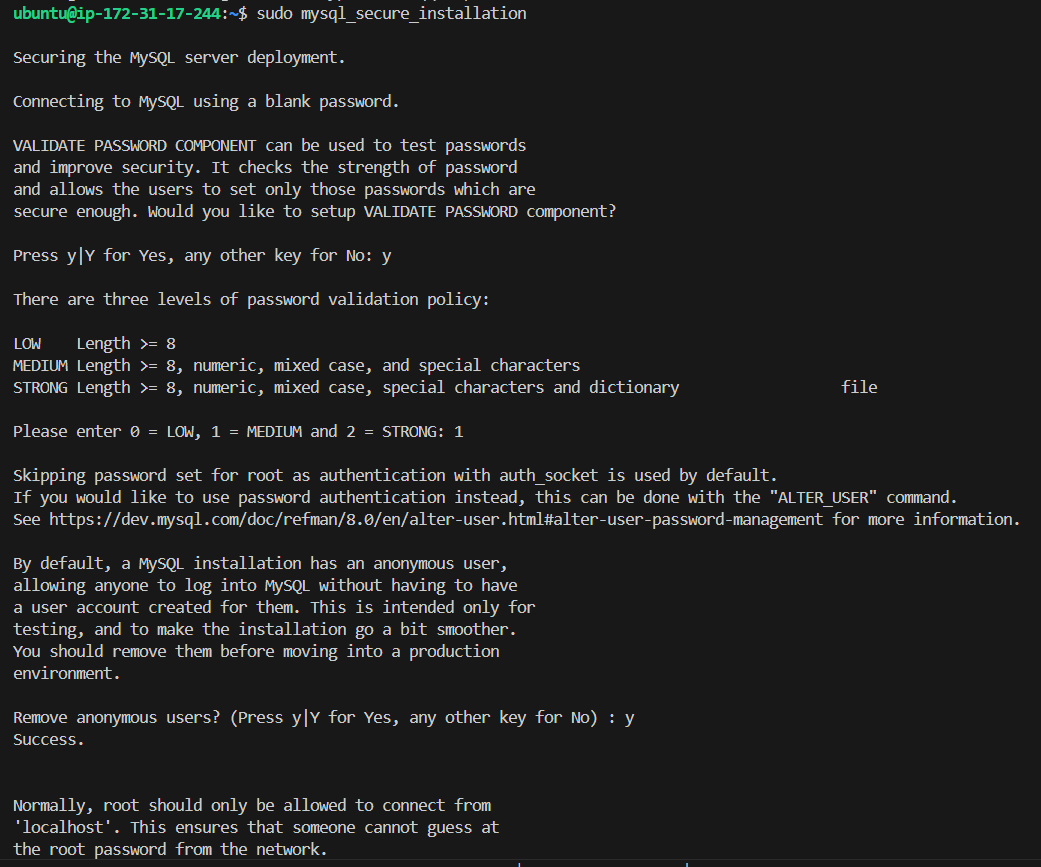 ubuntu@ip-172-31-17-244:~$ sudo mysql_secure_installation
Securing the MySQL server deployment.
Connecting to MySQL using a blank password.
VALIDATE PASSWORD COMPONENT can be used to test passwords
and improve security. It checks the strength of password
and allows the users to set only those passwords which are
secure enough. Would you like to setup VALIDATE PASSWORD component?
Press y|Y for Yes, any other key for No: y
There are three levels of password validation policy:
LOW    Length >= 8
MEDIUM Length >= 8, numeric, mixed case, and special characters
STRONG Length >= 8, numeric, mixed case, special characters and dictionary                  file
Please enter 0 = LOW, 1 = MEDIUM and 2 = STRONG: 1
Skipping password set for root as authentication with auth_socket is used by default.
If you would like to use password authentication instead, this can be done with the "ALTER_USER" command.
See https://dev.mysql.com/doc/refman/8.0/en/alter-user.html#alter-user-password-management for more information.
By default, a MySQL installation has an anonymous user,
allowing anyone to log into MySQL without having to have
a user account created for them. This is intended only for
testing, and to make the installation go a bit smoother.
You should remove them before moving into a production
environment.
Remove anonymous users? (Press y|Y for Yes, any other key for No) : y
Success.
Normally, root should only be allowed to connect from
'localhost'. This ensures that someone cannot guess at
the root password from the network.